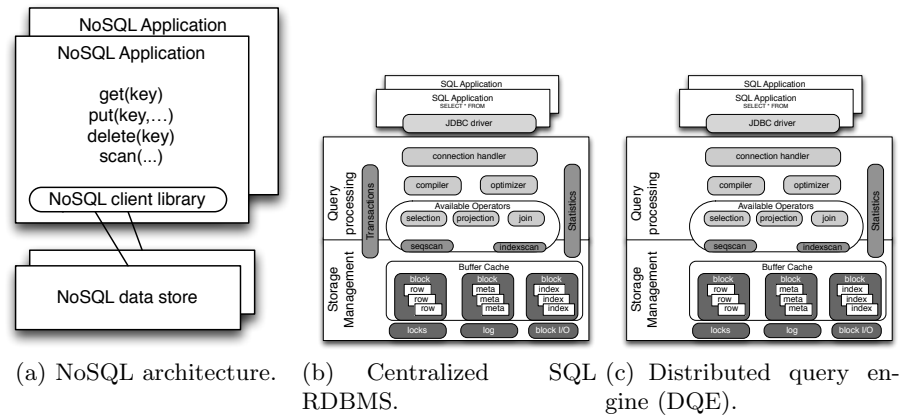 NoSQL Application
NoSQL Application
get(key)
put(key,...)
delete(key)
scan(...)
NoSQL client library
NoSQL data store
(a) NoSQL architecture.
SQL Application
SQL Application
SELECT * FROM
JDBC driver
connection handler
compiler
optimizer
Available Operators
selection
projection
join
seqscan
indexscan
Transactions
Statistics
Query processing
Storage Management
Buffer Cache
block
row
row
row
block
meta
meta
meta
block
index
index
index
locks
log
block I/O
(b) Centralized SQL
RDBMS.
SQL Application
SQL Application
SELECT * FROM
JDBC driver
connection handler
compiler
optimizer
Available Operators
selection
projection
join
seqscan
indexscan
Statistics
Query processing
Storage Management
Buffer Cache
block
row
row
row
block
meta
meta
meta
block
index
index
index
locks
log
block I/O
(c) Distributed query en-
gine (DQE).